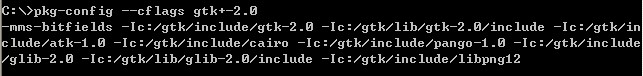 C:\>pkg-config --cflags gtk+-2.0
-mms-bitfields -Ic:/gtk/include/gtk-2.0 -Ic:/gtk/lib/gtk-2.0/include -Ic:/gtk/in
clude/atk-1.0 -Ic:/gtk/include/cairo -Ic:/gtk/include/pango-1.0 -Ic:/gtk/include
/glib-2.0 -Ic:/gtk/lib/glib-2.0/include -Ic:/gtk/include/libpng12